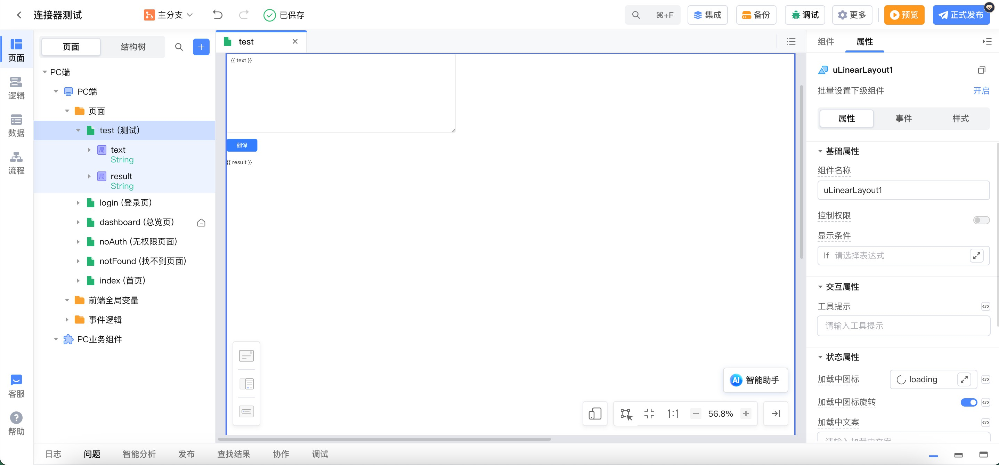 连接器测试
主分支
已保存
⌘+F
集成
备份
调试
更多
预览
正式发布
页面
逻辑
数据
流程
客服
帮助
页面
结构树
PC端
PC端
页面
test (测试)
text
String
result
String
login (登录页)
dashboard (总览页)
noAuth (无权限页面)
notFound (找不到页面)
index (首页)
前端全局变量
事件逻辑
PC业务组件
test
{{ text }}
翻译
{{ result }}
AI 智能助手
1:1
56.8%
组件
属性
uLinearLayout1
批量设置下级组件
开启
属性
事件
样式
基础属性
组件名称
uLinearLayout1
控制权限
显示条件
If 请选择表达式
交互属性
工具提示
请输入工具提示
状态属性
加载中图标
loading
加载中图标旋转
加载中文案
请输入加载中文案
日志
问题
智能分析
发布
查找结果
协作
调试